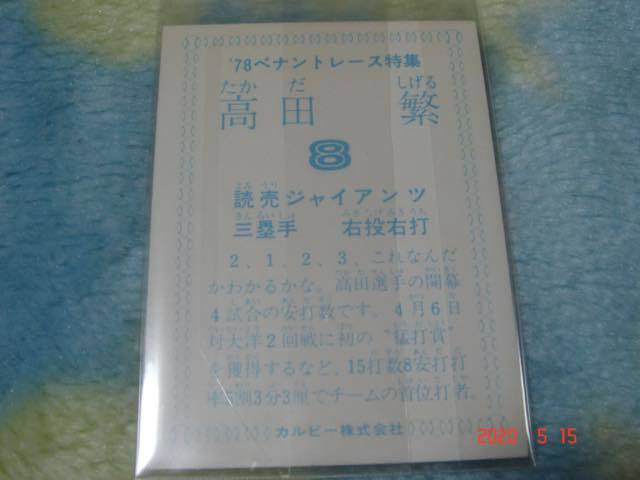 '78ペナントレース特集
たか だ しげる
高田 繁
8
読売ジャイアンツ
三塁手 右投右打
2、1、2、3、これなんだ
かわかるかな。高田選手の開幕
4試合の安打数です。4月6日
対大洋2回戦に初の 猛打賞
を獲得するなど、15打数8安打打
率5割3分3厘でチームの首位打者。
カルビー株式会社
2020 5 15